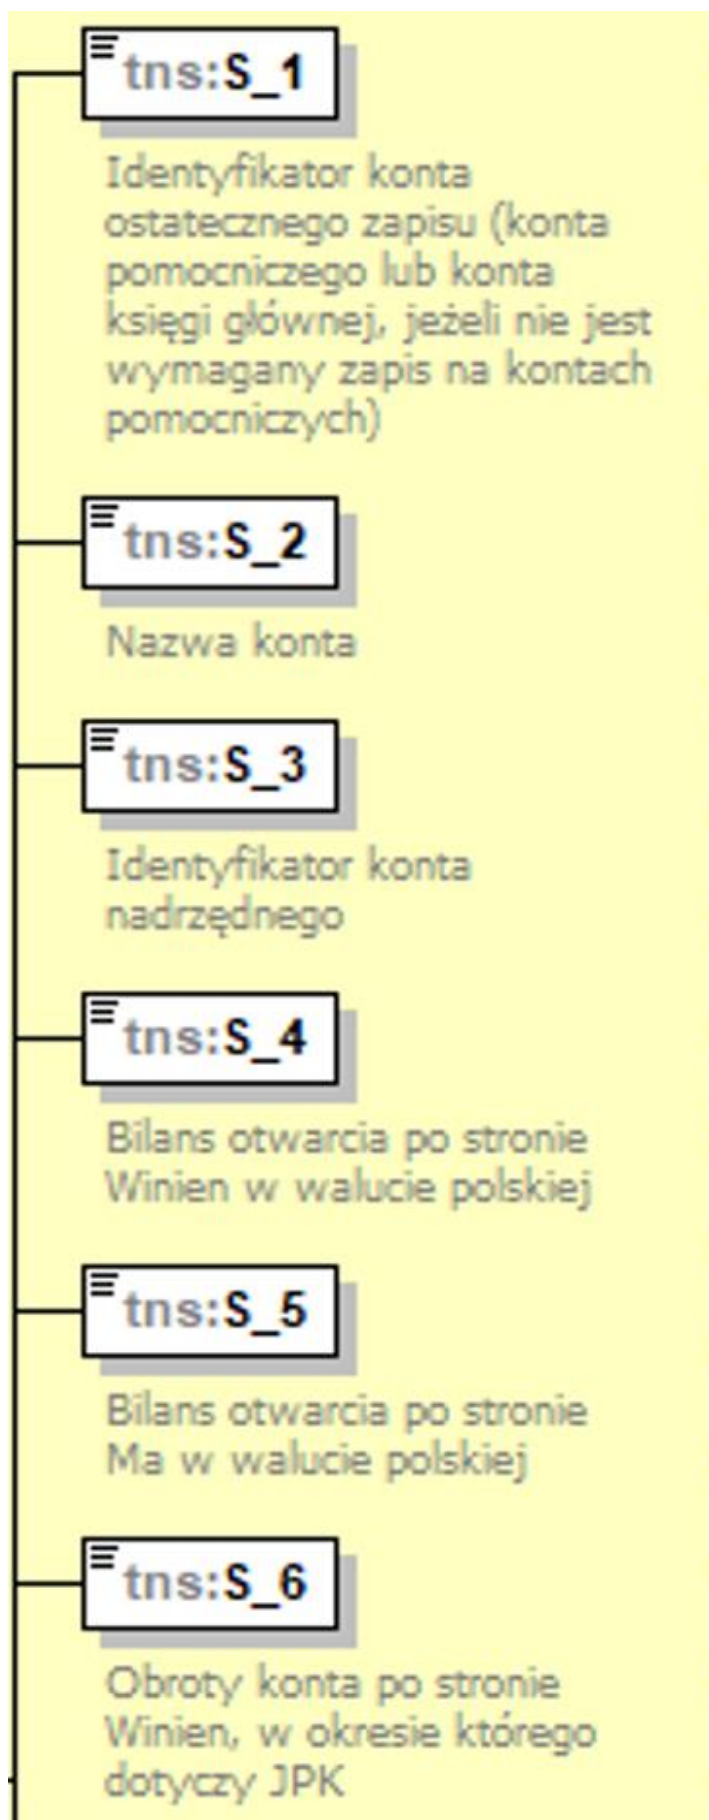 tns:S_1
Identyfikator konta
ostatecznego zapisu (konta
pomocniczego lub konta
księgi głównej, jeżeli nie jest
wymagany zapis na kontach
pomocniczych)
tns:S_2
Nazwa konta
tns:S_3
Identyfikator konta
nadrzędnego
tns:S_4
Bilans otwarcia po stronie
Winien w walucie polskiej
tns:S_5
Bilans otwarcia po stronie
Ma w walucie polskiej
tns:S_6
Obroty konta po stronie
Winien, w okresie którego
dotyczy JPK